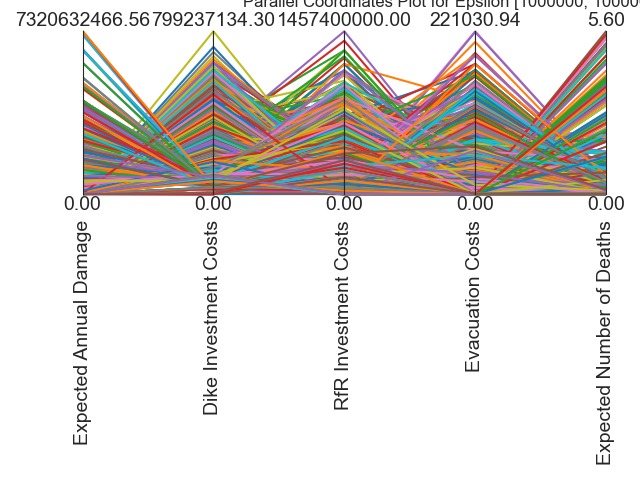 Parallel Coordinates Plot for Epsilon [1000000, 100000
7320632466.56 799237134.30 1457400000.00 221030.94 5.60
0.00 0.00 0.00 0.00 0.00
Expected Annual Damage
Dike Investment Costs
RfR Investment Costs
Evacuation Costs
Expected Number of Deaths